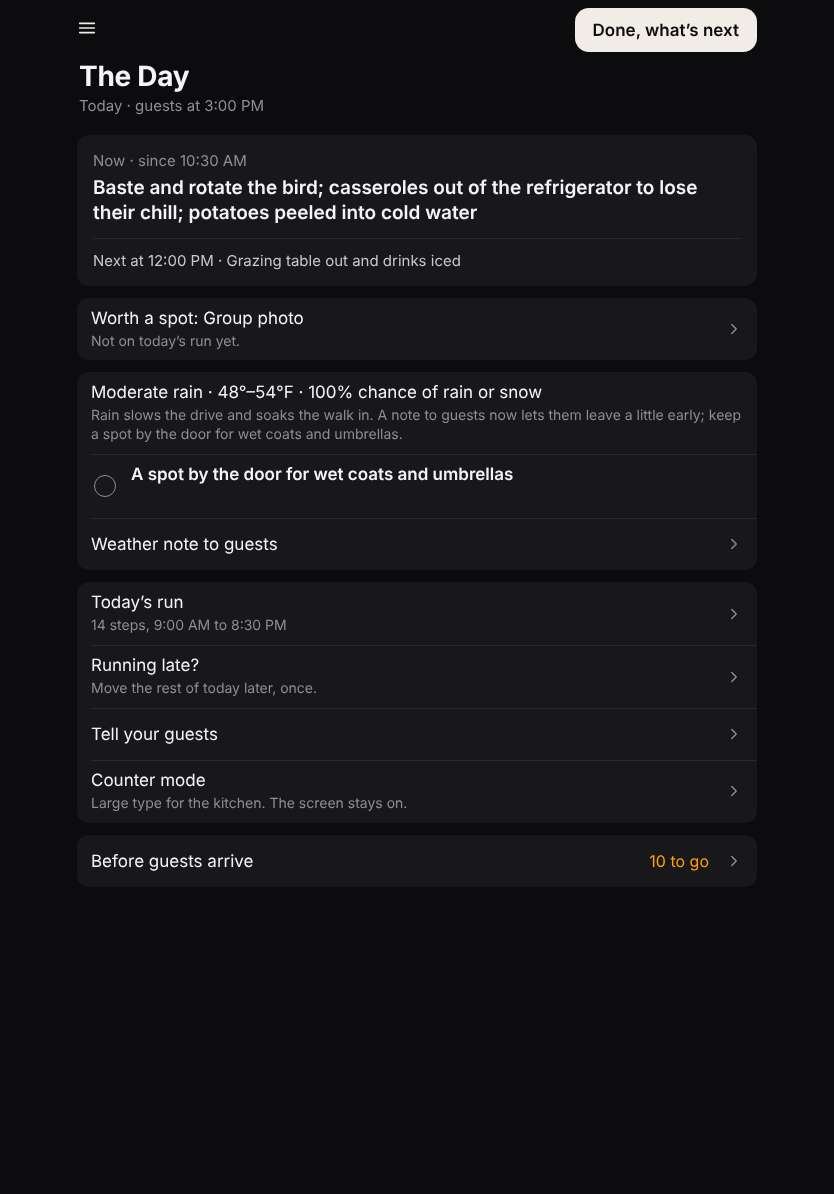 Done, what’s next
The Day
Today · guests at 3:00 PM
Now · since 10:30 AM
Baste and rotate the bird; casseroles out of the refrigerator to lose
their chill; potatoes peeled into cold water
Next at 12:00 PM · Grazing table out and drinks iced
Worth a spot: Group photo
Not on today’s run yet.
Moderate rain · 48°–54°F · 100% chance of rain or snow
Rain slows the drive and soaks the walk in. A note to guests now lets them leave a little early; keep
a spot by the door for wet coats and umbrellas.
A spot by the door for wet coats and umbrellas
Weather note to guests
Today’s run
14 steps, 9:00 AM to 8:30 PM
Running late?
Move the rest of today later, once.
Tell your guests
Counter mode
Large type for the kitchen. The screen stays on.
Before guests arrive 10 to go